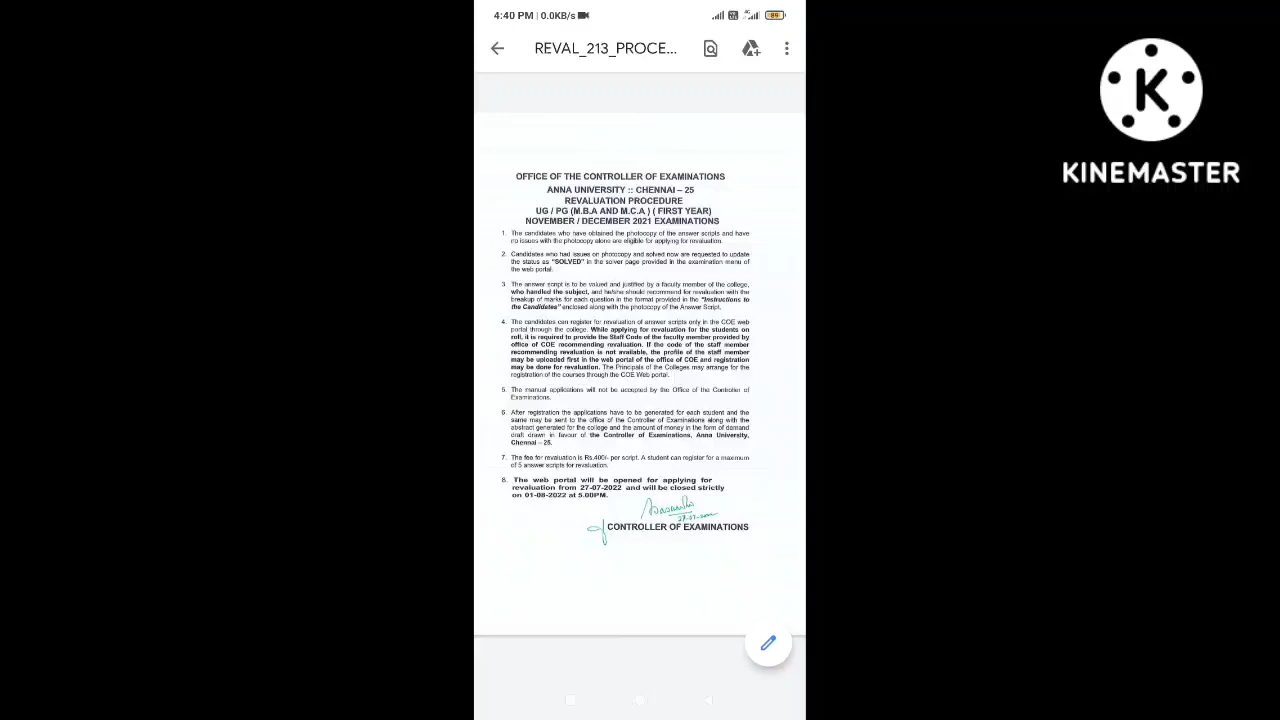 4:40 PM | 0.0KB/s
4G
89
REVAL_213_PROCE...
K
KINEMASTER
OFFICE OF THE CONTROLLER OF EXAMINATIONS
ANNA UNIVERSITY :: CHENNAI – 25
REVALUATION PROCEDURE
UG / PG (M.B.A AND M.C.A ) ( FIRST YEAR)
NOVEMBER / DECEMBER 2021 EXAMINATIONS
1. The candidates who have obtained the photocopy of the answer scripts and have
no issues with the photocopy alone are eligible for applying for revaluation.
2. Candidates who had issues on photocopy and solved now are requested to update
the status as "SOLVED" in the solver page provided in the examination menu of
the web portal.
3 The answer script is to be valued and justified by a faculty member of the college,
who handled the subject, and he/she should recommend for revaluation with the
breakup of marks for each question in the format provided in the "Instructions to
the Candidates" enclosed along with the photocopy of the Answer Script.
4. The candidates can register for revaluation of answer scripts only in the COE web
portal through the college. While applying for revaluation for the students on
roll, it is required to provide the Staff Code of the faculty member provided by
office of COE recommending revaluation. If the code of the staff member
recommending revaluation is not available, the profile of the staff member
may be uploaded first in the web portal of the office of COE and registration
may be done for revaluation. The Principals of the Colleges may arrange for the
registration of the courses through the COE Web portal.
5. The manual applications will not be accepted by the Office of the Controller of
Examinations.
6. After registration the applications have to be generated for each student and the
same may be sent to the office of the Controller of Examinations along with the
abstract generated for the college and the amount of money in the form of demand
draft drawn in favour of the Controller of Examinations, Anna University,
Chennai – 25.
7. The fee for revaluation is Rs.400/- per script. A student can register for a maximum
of 5 answer scripts for revaluation.
8. The web portal will be opened for applying for
revaluation from 27-07-2022 and will be closed strictly
on 01-08-2022 at 5.00PM.
CONTROLLER OF EXAMINATIONS